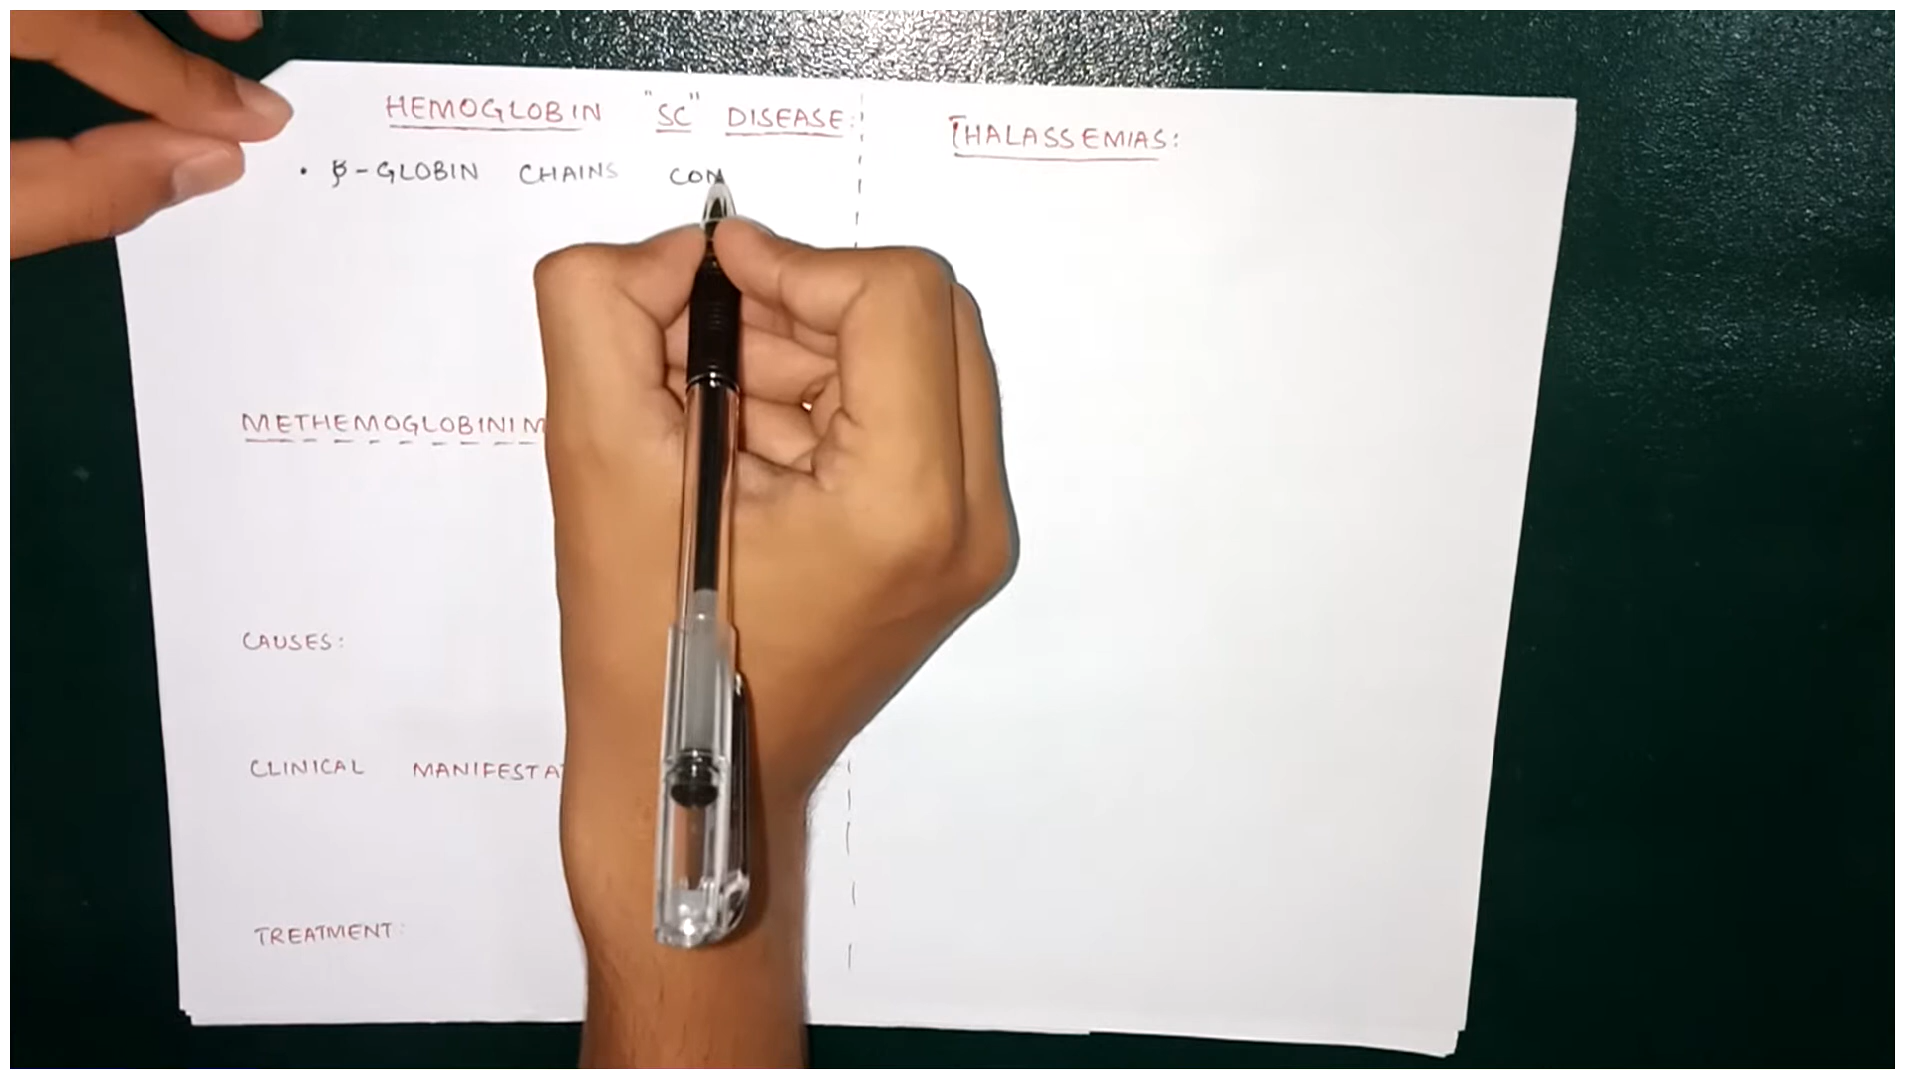 HEMOGLOBIN "SC" DISEASE:
• β-GLOBIN CHAINS CON
METHEMOGLOBINIM
CAUSES:
CLINICAL MANIFESTA
TREATMENT:
THALASSEMIAS: